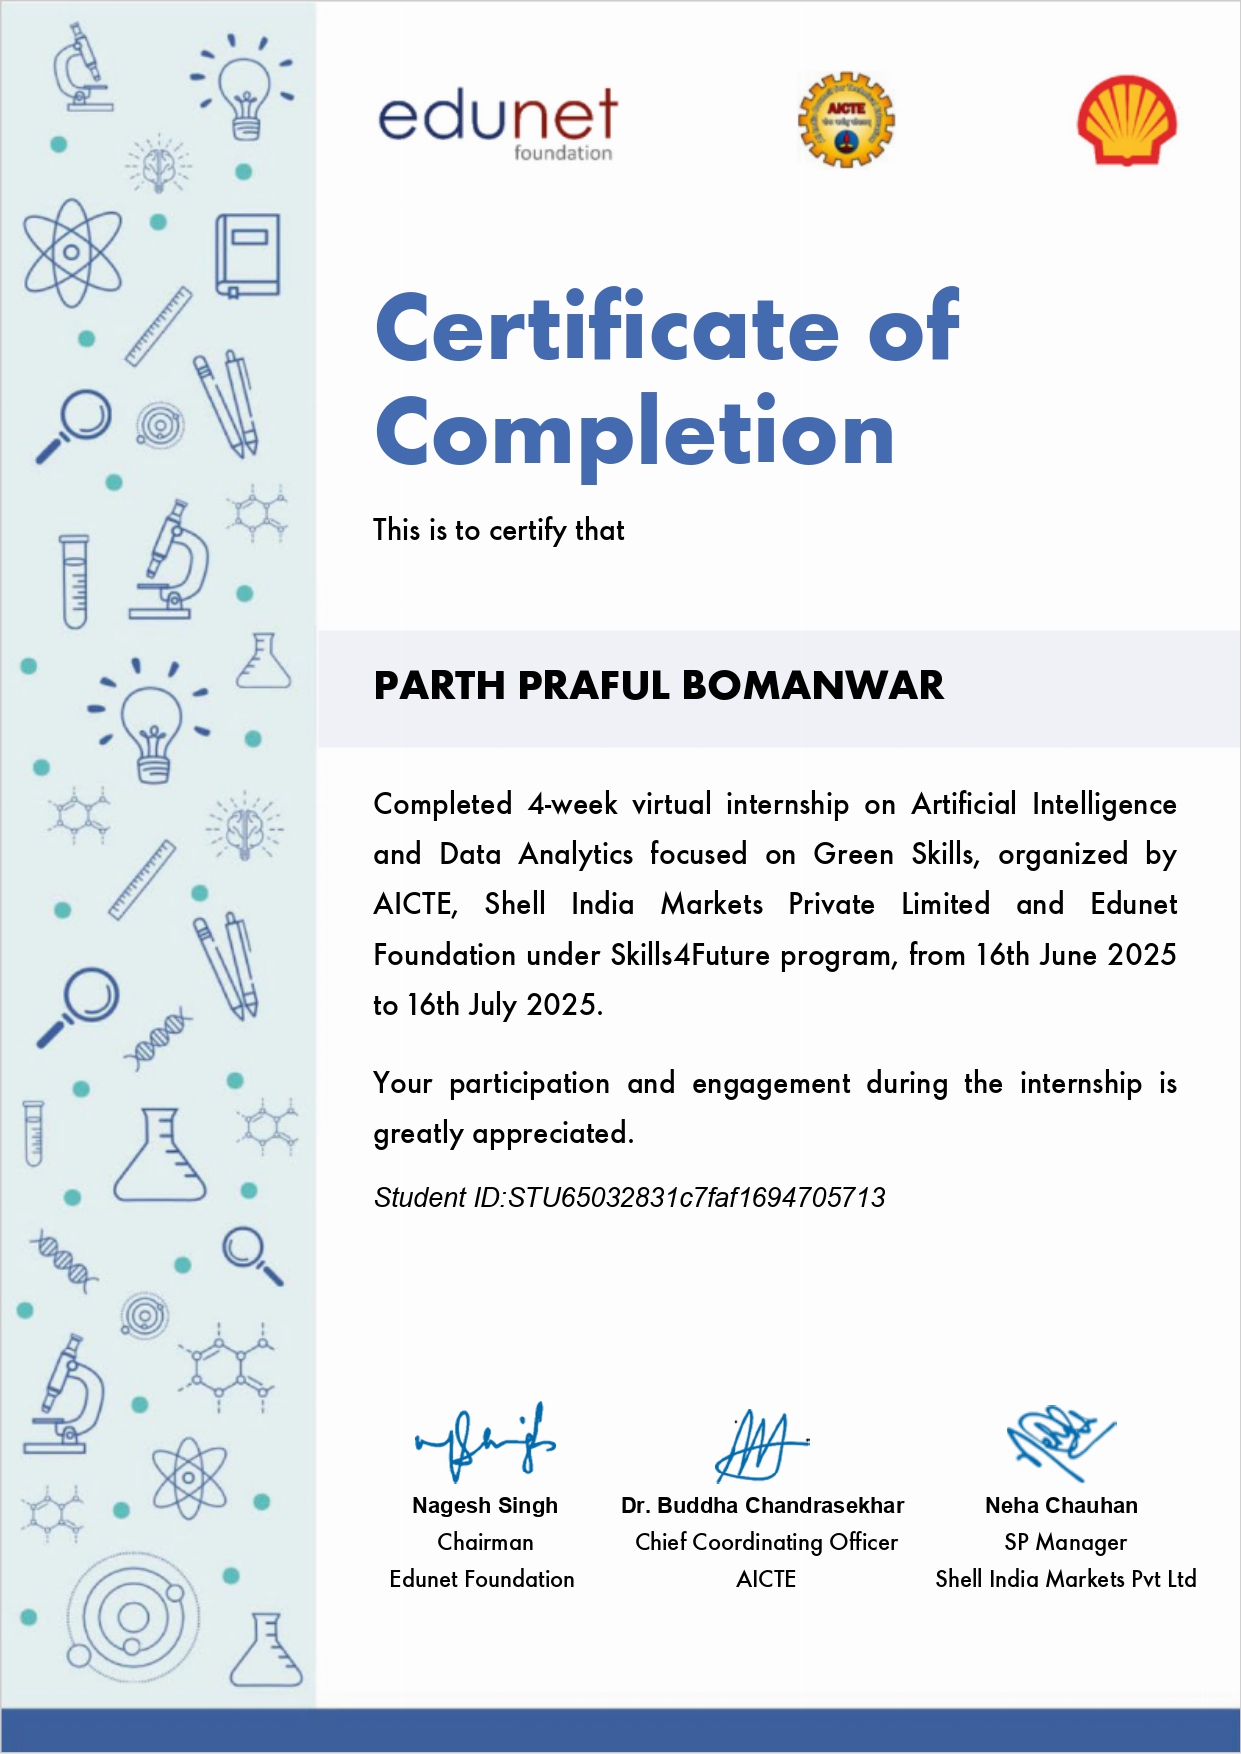 edunet
foundation
AICTE
Certificate of
Completion
This is to certify that
PARTH PRAFUL BOMANWAR
Completed 4-week virtual internship on Artificial Intelligence
and Data Analytics focused on Green Skills, organized by
AICTE, Shell India Markets Private Limited and Edunet
Foundation under Skills4Future program, from 16th June 2025
to 16th July 2025.
Your participation and engagement during the internship is
greatly appreciated.
Student ID:STU65032831c7faf1694705713
Nagesh Singh
Chairman
Edunet Foundation
Dr. Buddha Chandrasekhar
Chief Coordinating Officer
AICTE
Neha Chauhan
SP Manager
Shell India Markets Pvt Ltd